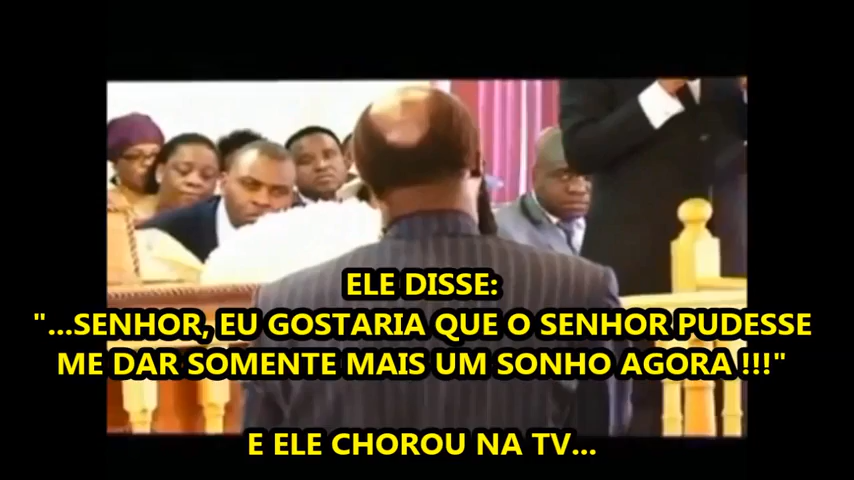 ELE DISSE:
"...SENHOR, EU GOSTARIA QUE O SENHOR PUDESSE
ME DAR SOMENTE MAIS UM SONHO AGORA !!!"
E ELE CHOROU NA TV...